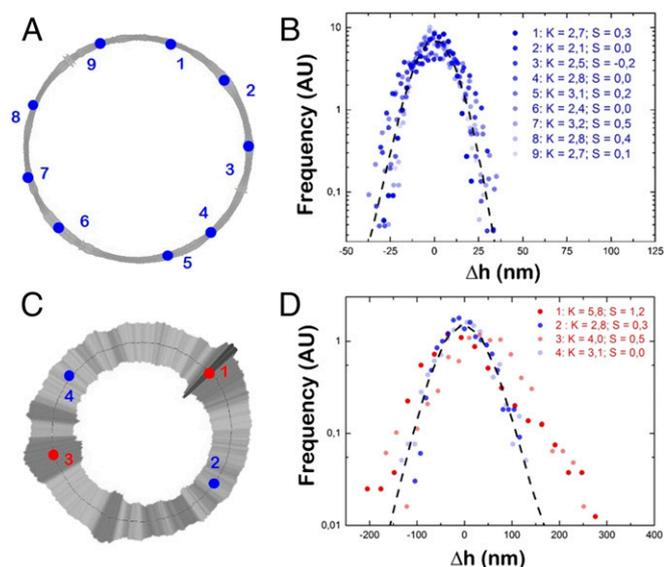 A
1
2
3
4
5
6
7
8
9
B
Frequency (AU)
10
1
0,1
-50 -25 0 25 50 75 100 125
Δh (nm)
1: K = 2,7; S = 0,3
2: K = 2,1; S = 0,0
3: K = 2,5; S = -0,2
4: K = 2,8; S = 0,0
5: K = 3,1; S = 0,2
6: K = 2,4; S = 0,0
7: K = 3,2; S = 0,5
8: K = 2,8; S = 0,4
9: K = 2,7; S = 0,1
C
1
2
3
4
D
Frequency (AU)
1
0,1
0,01
-200 -100 0 100 200 300 400
Δh (nm)
1: K = 5,8; S = 1,2
2 : K = 2,8; S = 0,3
3: K = 4,0; S = 0,5
4: K = 3,1; S = 0,0